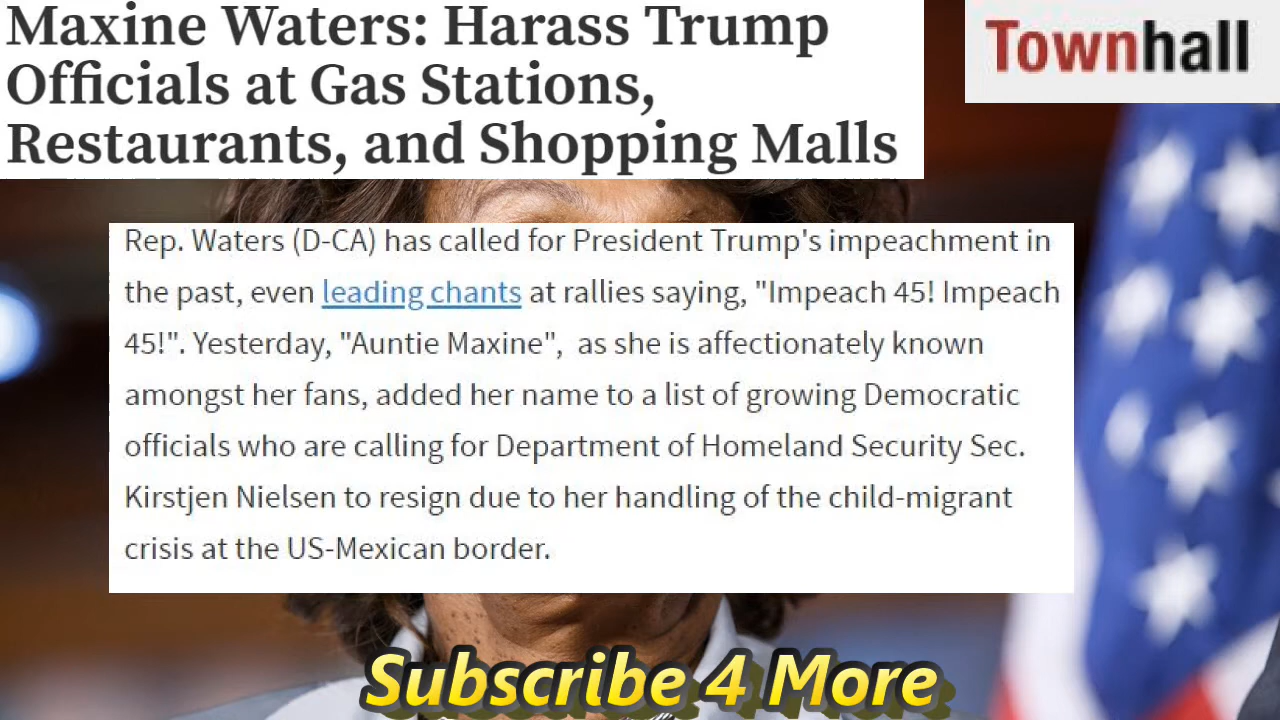 Maxine Waters: Harass Trump
Officials at Gas Stations,
Restaurants, and Shopping Malls
Townhall
Rep. Waters (D-CA) has called for President Trump's impeachment in
the past, even leading chants at rallies saying, "Impeach 45! Impeach
45!". Yesterday, "Auntie Maxine",  as she is affectionately known
amongst her fans, added her name to a list of growing Democratic
officials who are calling for Department of Homeland Security Sec.
Kirstjen Nielsen to resign due to her handling of the child-migrant
crisis at the US-Mexican border.
Subscribe 4 More